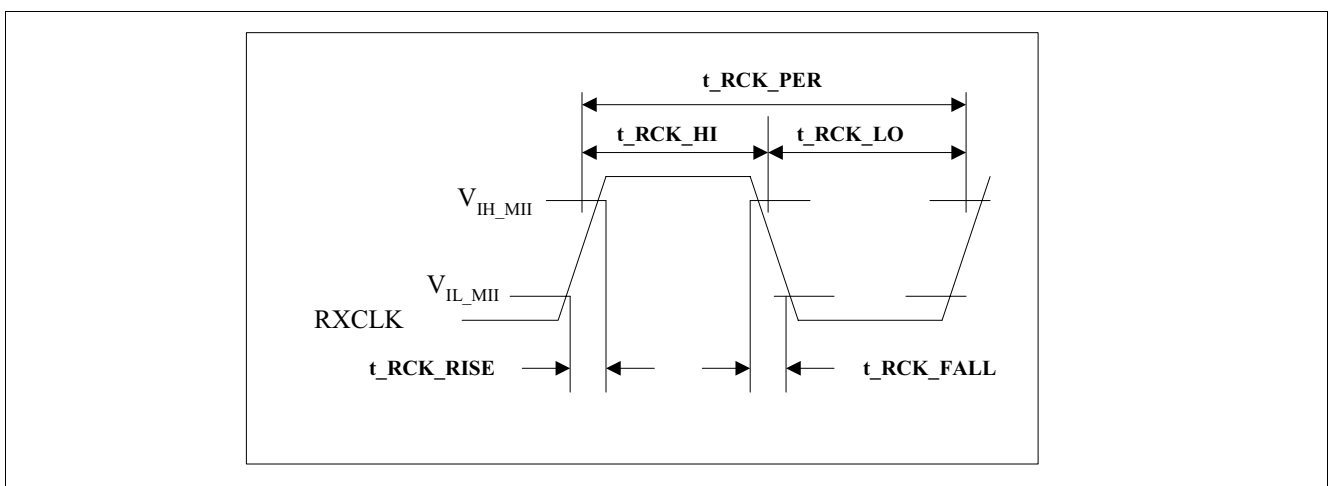 t_RCK_PER
t_RCK_HI t_RCK_LO
V_IH_MII
V_IL_MII
RXCLK
t_RCK_RISE t_RCK_FALL